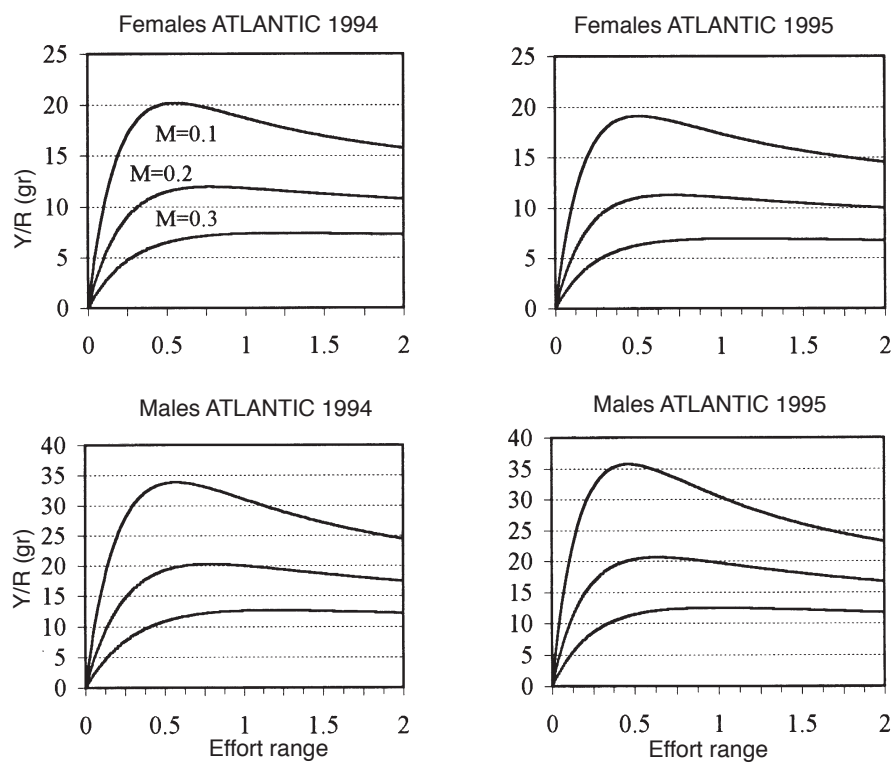 Females ATLANTIC 1994
Females ATLANTIC 1995
25
20
15
10
5
0
Y/R (gr)
M=0.1
M=0.2
M=0.3
0 0.5 1 1.5 2
25
20
15
10
5
0
0 0.5 1 1.5 2
Males ATLANTIC 1994
Males ATLANTIC 1995
40
35
30
25
20
15
10
5
0
Y/R (gr)
0 0.5 1 1.5 2
Effort range
40
35
30
25
20
15
10
5
0
0 0.5 1 1.5 2
Effort range